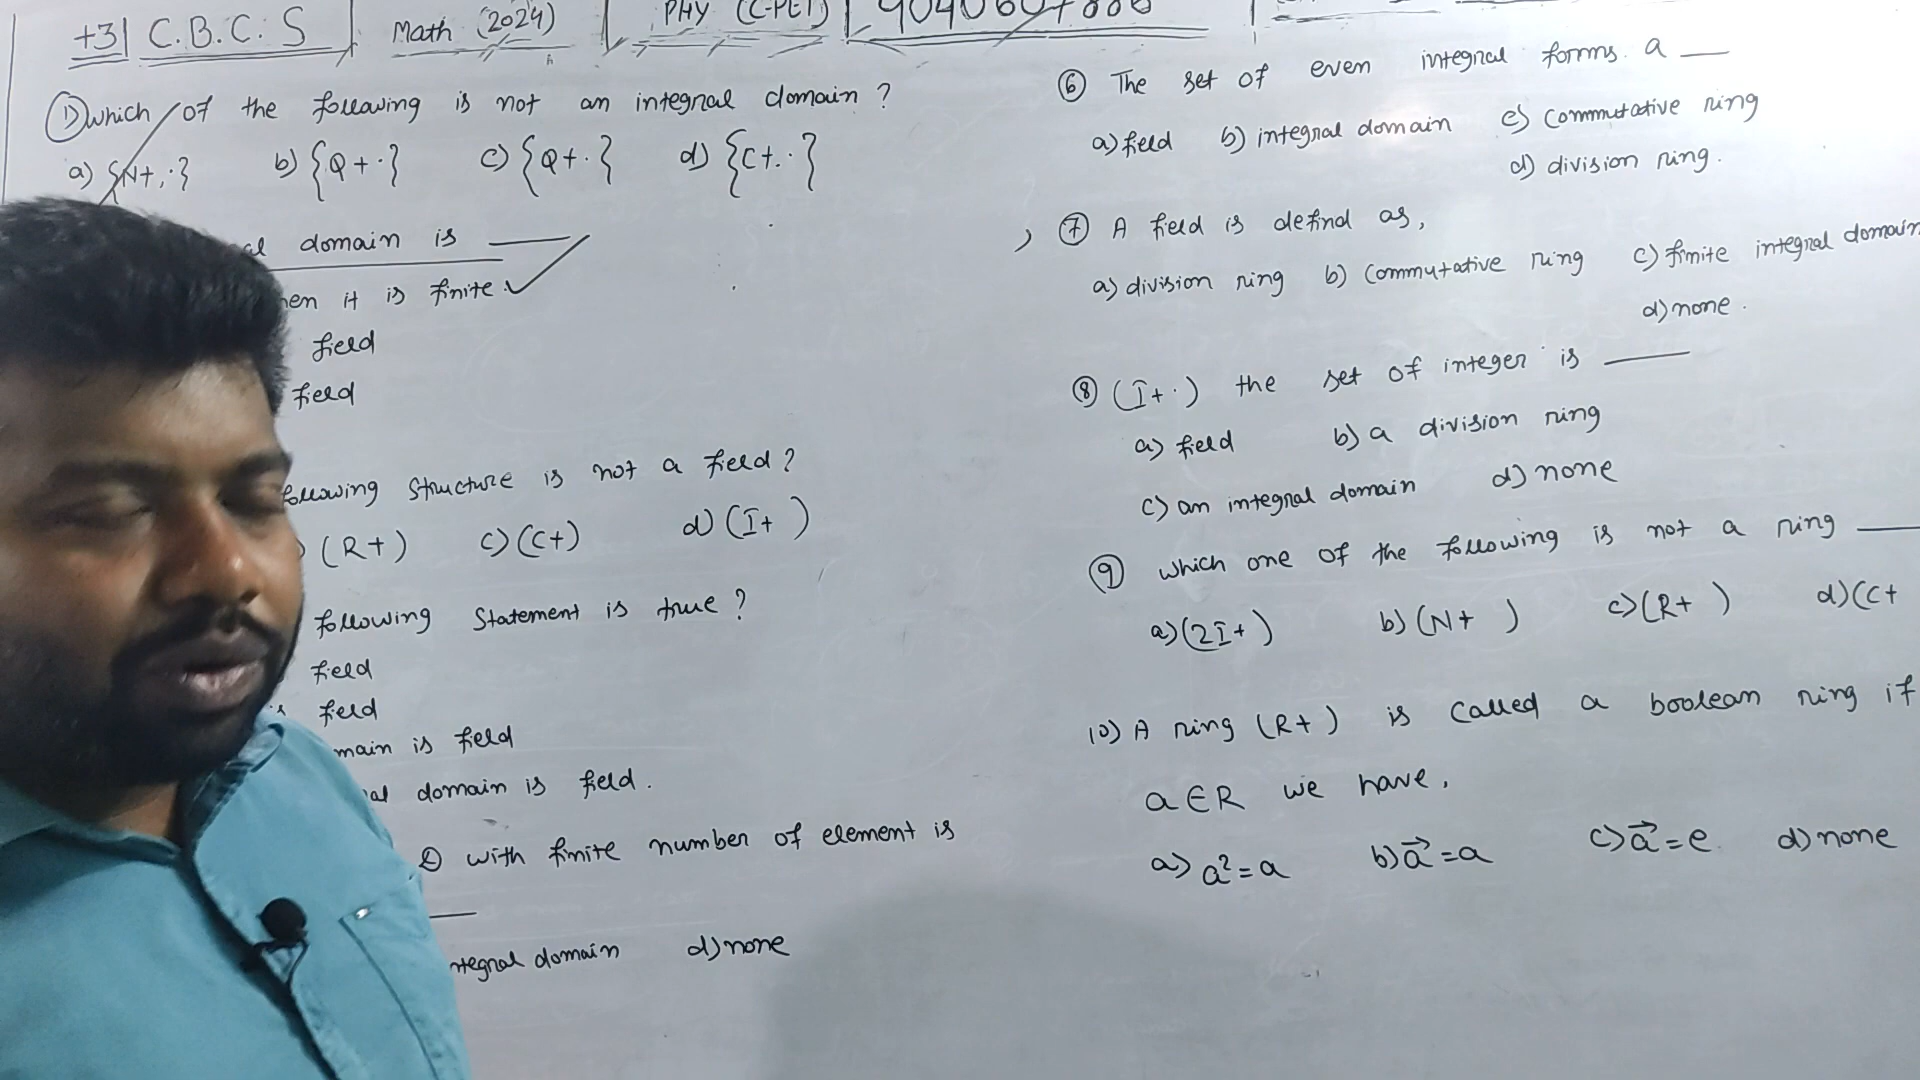 +3 C.B.C.S Math (2024) PHY (C-PET)
① which of the following is not an integral domain ?
a) {N+,·} b) {Q+·} c) {Q+·} d) {C+.·}
domain is ___
it is finite.
field
field
following structure is not a field ?
(R+) c) (C+) d) (I+ )
following statement is true ?
field
field
main is field
domain is field.
with finite number of element is
___
domain d) none
⑥ The set of even integral forms. a __
a) field b) integral domain c) commutative ring
d) division ring.
⑦ A field is defind as,
a) division ring b) commutative ring c) finite integral domain
d) none .
⑧ (I+·) the set of integer is ___
a) field b) a division ring
c) an integral domain d) none
⑨ which one of the following is not a ring ___
a) (2I+ ) b) (N+ ) c) (R+ ) d) (C+
10) A ring (R+ ) is called a boolean ring if
a∈R we have,
a) a²=a b) a⃗=a c) a⃗=e d) none